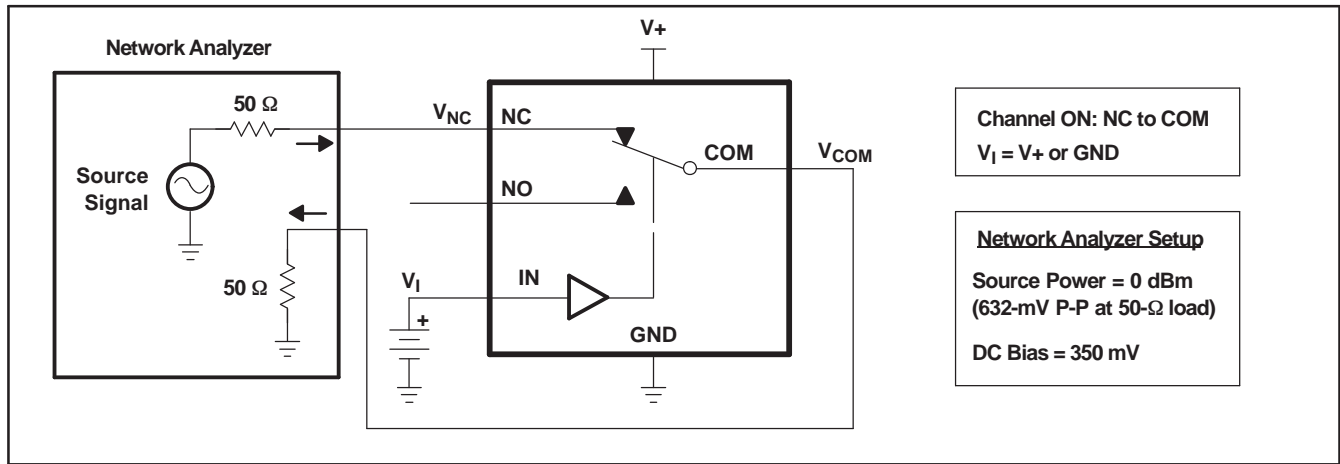 V+
Network Analyzer
50 Ω
V_NC
NC
COM
V_COM
Source
Signal
NO
50 Ω
V_I
IN
+
GND
Channel ON: NC to COM
V_I = V+ or GND
Network Analyzer Setup
Source Power = 0 dBm
(632-mV P-P at 50-Ω load)
DC Bias = 350 mV